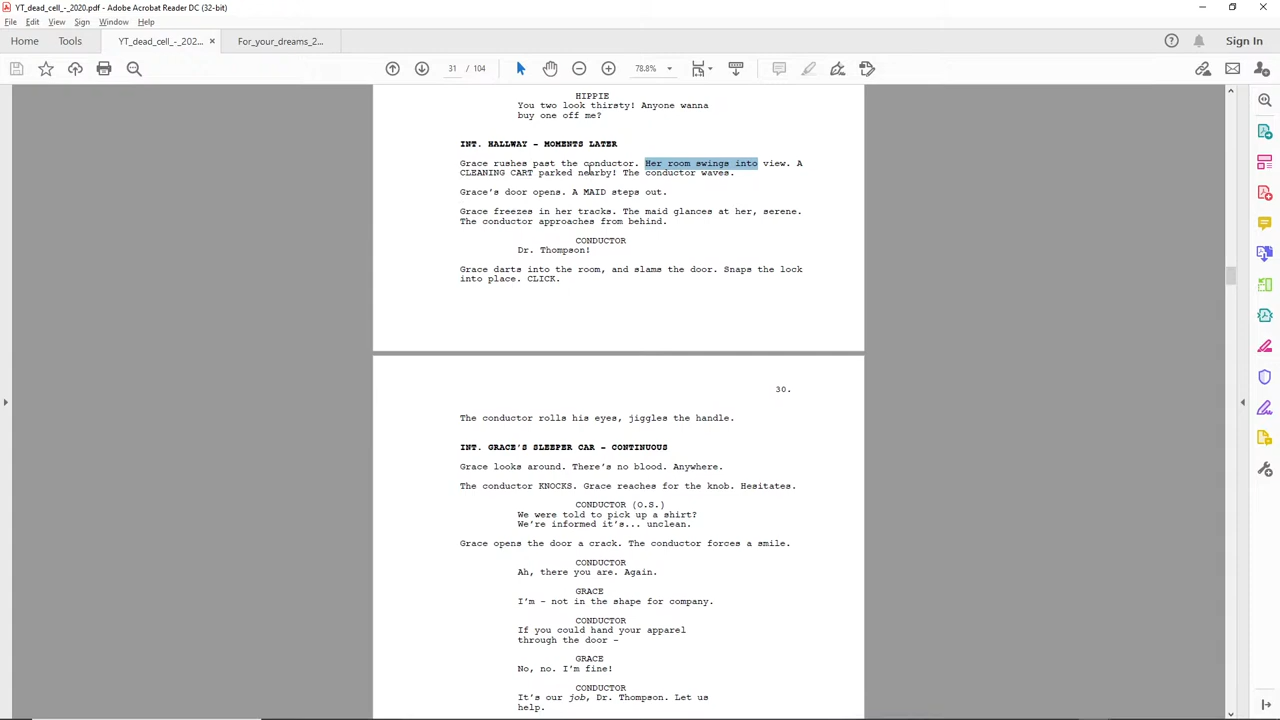 YT_dead_cell_-_2020.pdf - Adobe Acrobat Reader DC (32-bit)
File Edit View Sign Window Help
Home Tools YT_dead_cell_-_202... × For_your_dreams_2... Sign In
31 / 104 78.8%
HIPPIE
You two look thirsty! Anyone wanna
buy one off me?
INT. HALLWAY - MOMENTS LATER
Grace rushes past the conductor. Her room swings into view. A
CLEANING CART parked nearby! The conductor waves.
Grace's door opens. A MAID steps out.
Grace freezes in her tracks. The maid glances at her, serene.
The conductor approaches from behind.
CONDUCTOR
Dr. Thompson!
Grace darts into the room, and slams the door. Snaps the lock
into place. CLICK.
30.
The conductor rolls his eyes, jiggles the handle.
INT. GRACE'S SLEEPER CAR - CONTINUOUS
Grace looks around. There's no blood. Anywhere.
The conductor KNOCKS. Grace reaches for the knob. Hesitates.
CONDUCTOR (O.S.)
We were told to pick up a shirt?
We're informed it's... unclean.
Grace opens the door a crack. The conductor forces a smile.
CONDUCTOR
Ah, there you are. Again.
GRACE
I'm - not in the shape for company.
CONDUCTOR
If you could hand your apparel
through the door -
GRACE
No, no. I'm fine!
CONDUCTOR
It's our job, Dr. Thompson. Let us
help.